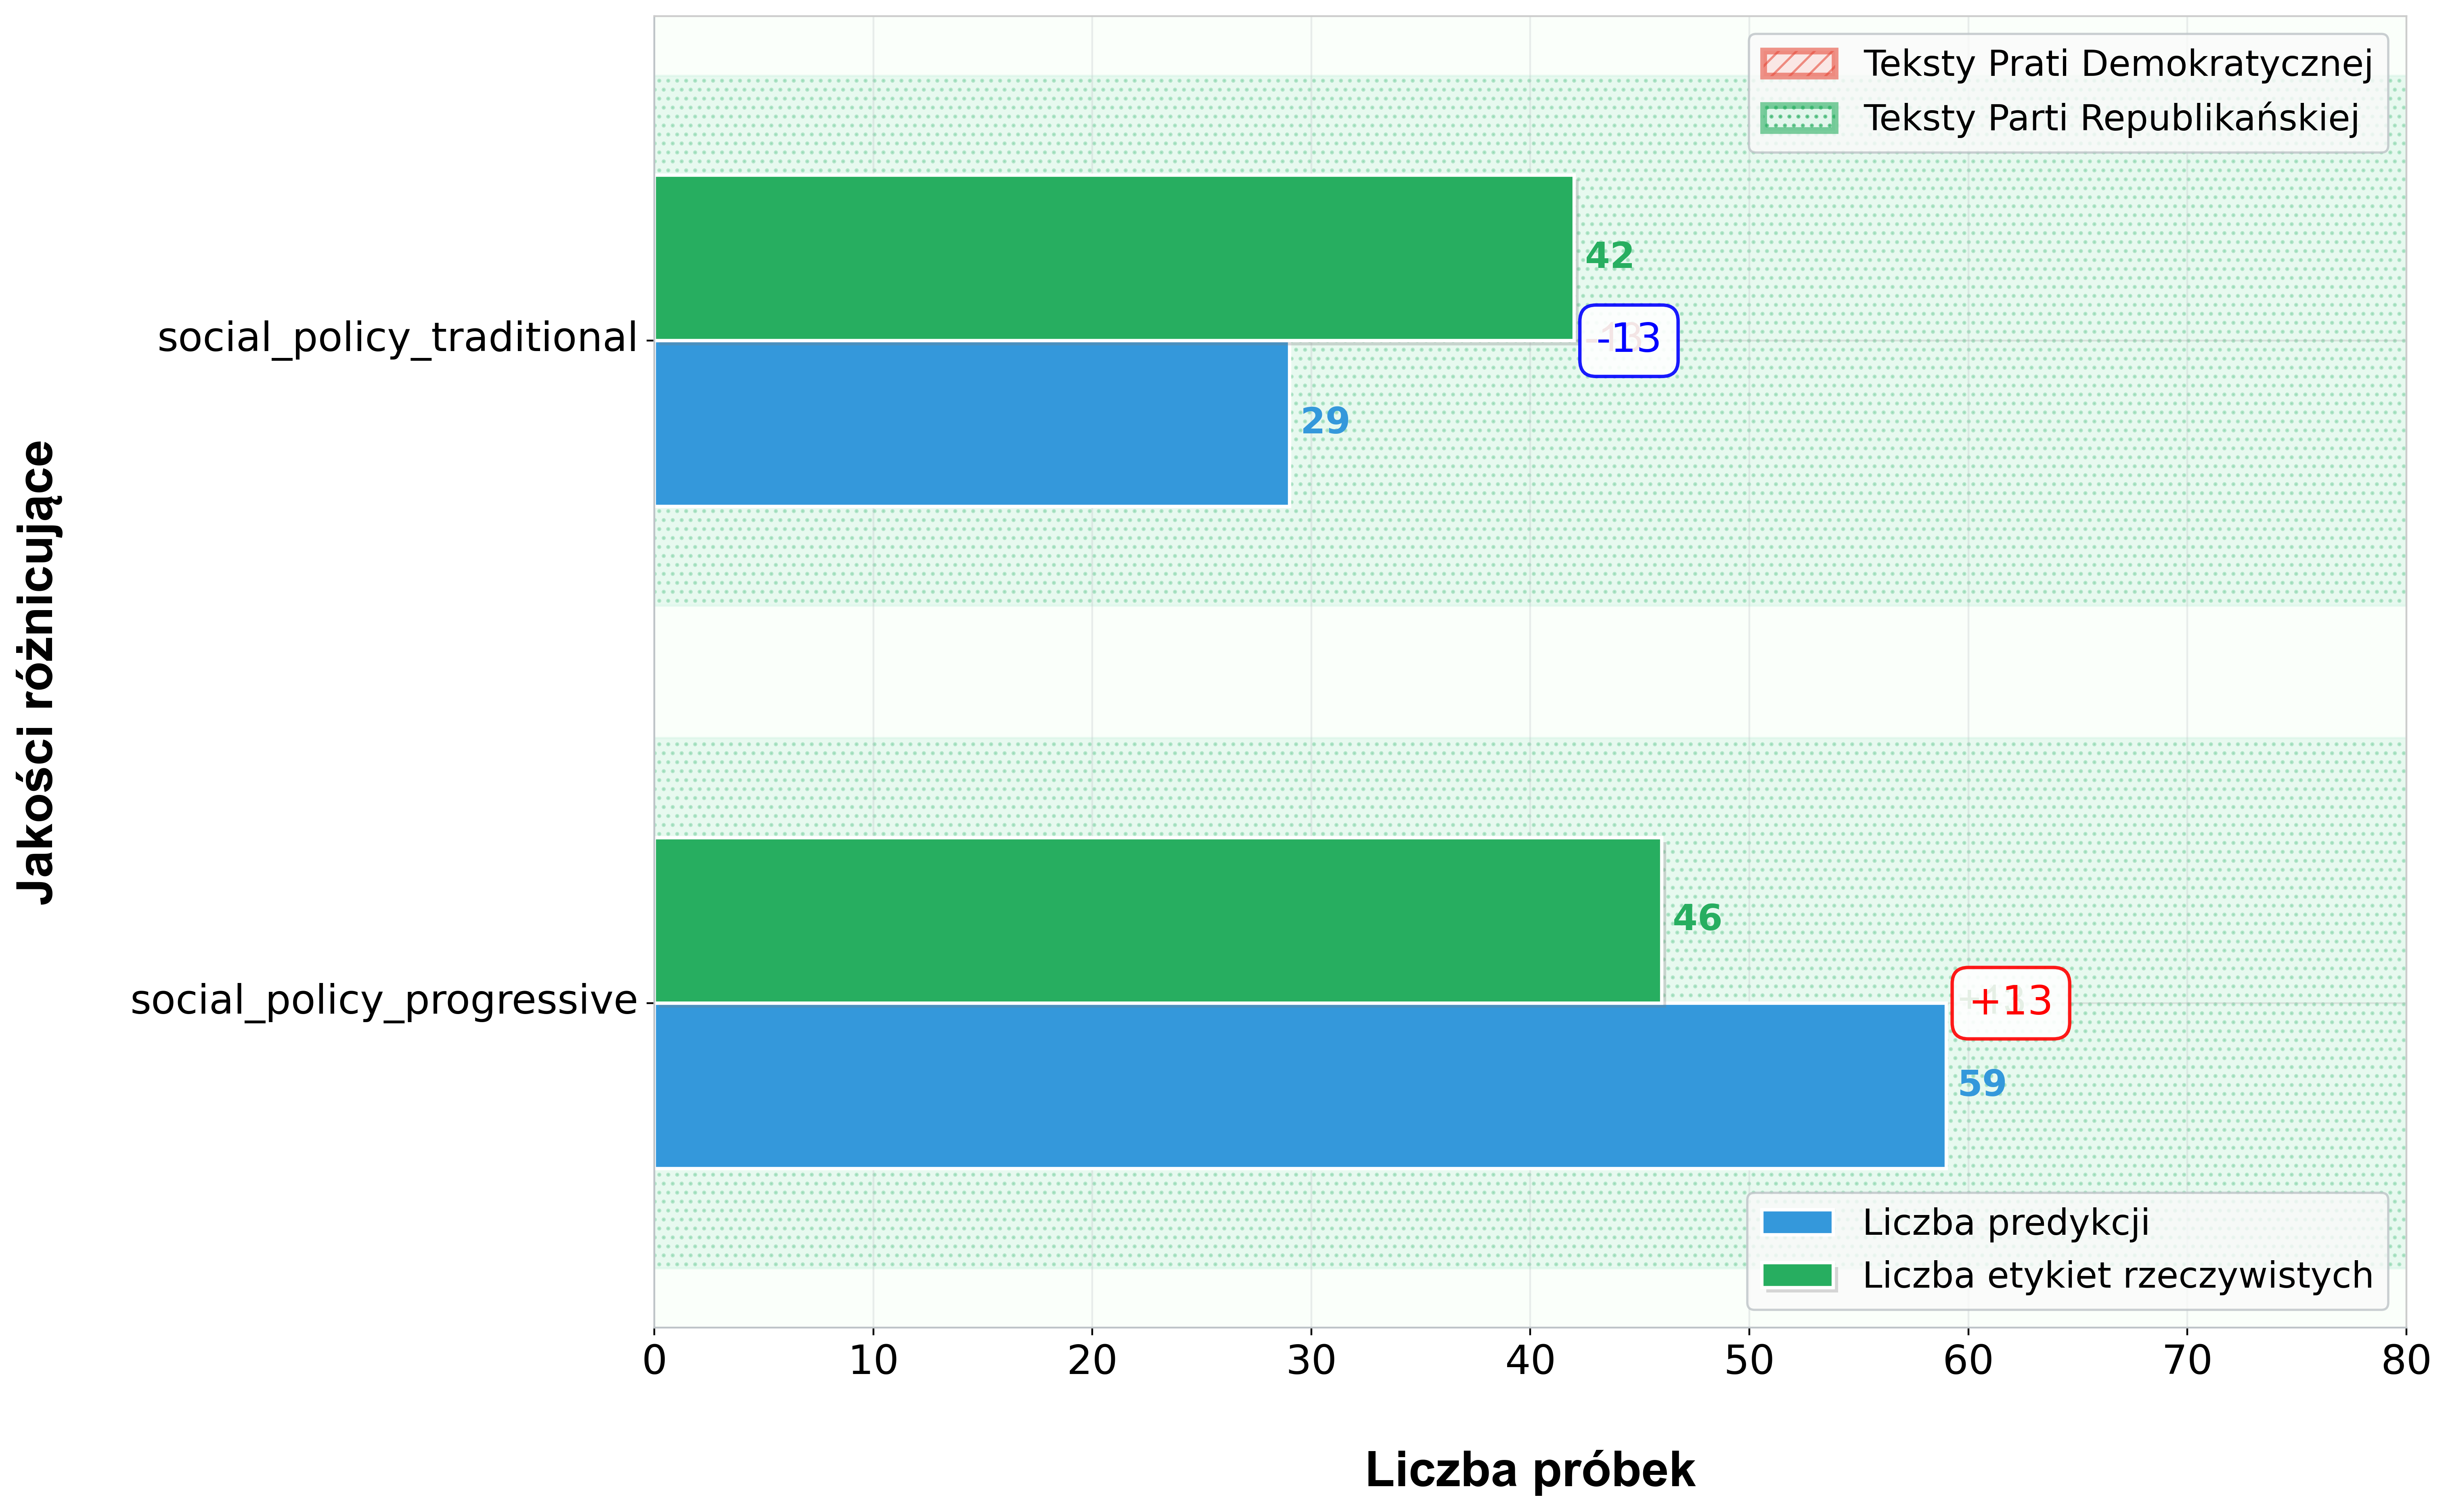 Teksty Prati Demokratycznej
Teksty Parti Republikańskiej
42
social_policy_traditional
-13
29
Jakości różnicujące
46
social_policy_progressive
+13
59
Liczba predykcji
Liczba etykiet rzeczywistych
0 10 20 30 40 50 60 70 80
Liczba próbek